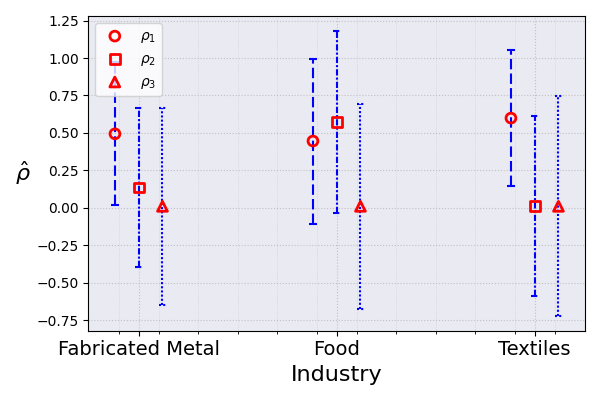 1.25
1.00
0.75
0.50
0.25
0.00
−0.25
−0.50
−0.75
ρ̂
ρ₁
ρ₂
ρ₃
Fabricated Metal Food Textiles
Industry